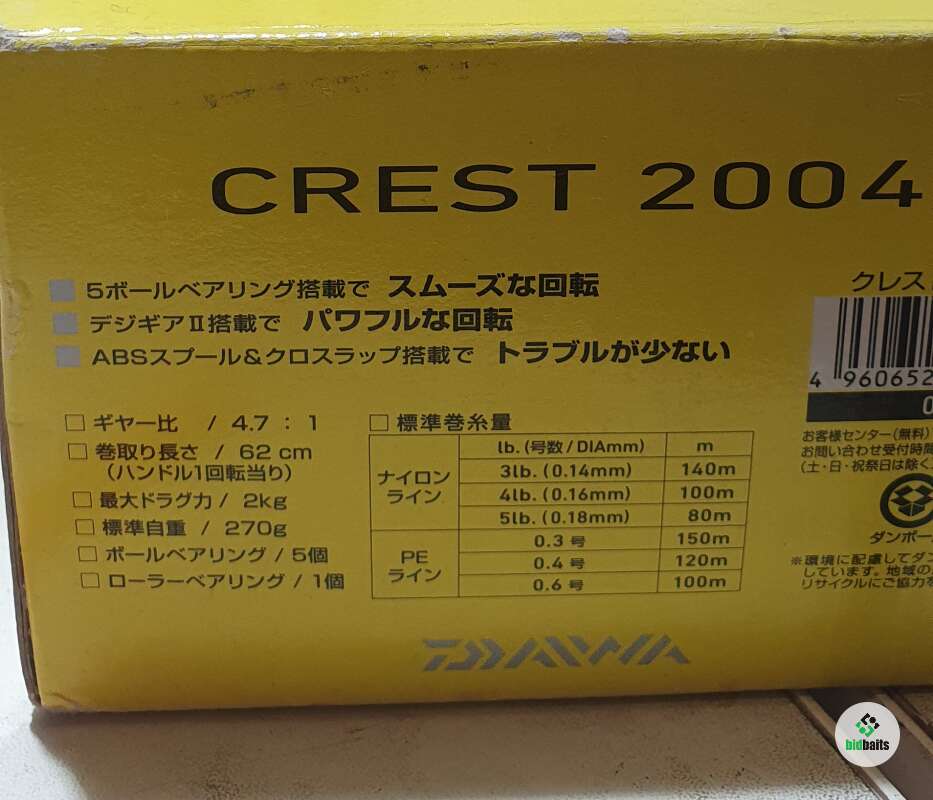 CREST 2004
5ボールベアリング搭載で スムーズな回転
デジギアⅡ搭載で パワフルな回転
ABSスプール&クロスラップ搭載で トラブルが少ない
ギヤー比 / 4.7 : 1
巻取り長さ / 62 cm
(ハンドル1回転当り)
最大ドラグ力 / 2kg
標準自重 / 270g
ボールベアリング / 5個
ローラーベアリング / 1個
標準巻糸量
lb. (号数/DIAmm) m
ナイロン
ライン
3lb. (0.14mm) 140m
4lb. (0.16mm) 100m
5lb. (0.18mm) 80m
PE
ライン
0.3 号 150m
0.4 号 120m
0.6 号 100m
DAIWA
クレス
4 960652
0
お客様センター(無料)
お問い合わせ受付時間
(土・日・祝祭日は除く
ダンボー
※環境に配慮してダン
しています。地域の
リサイクルにご協力を
bidbaits